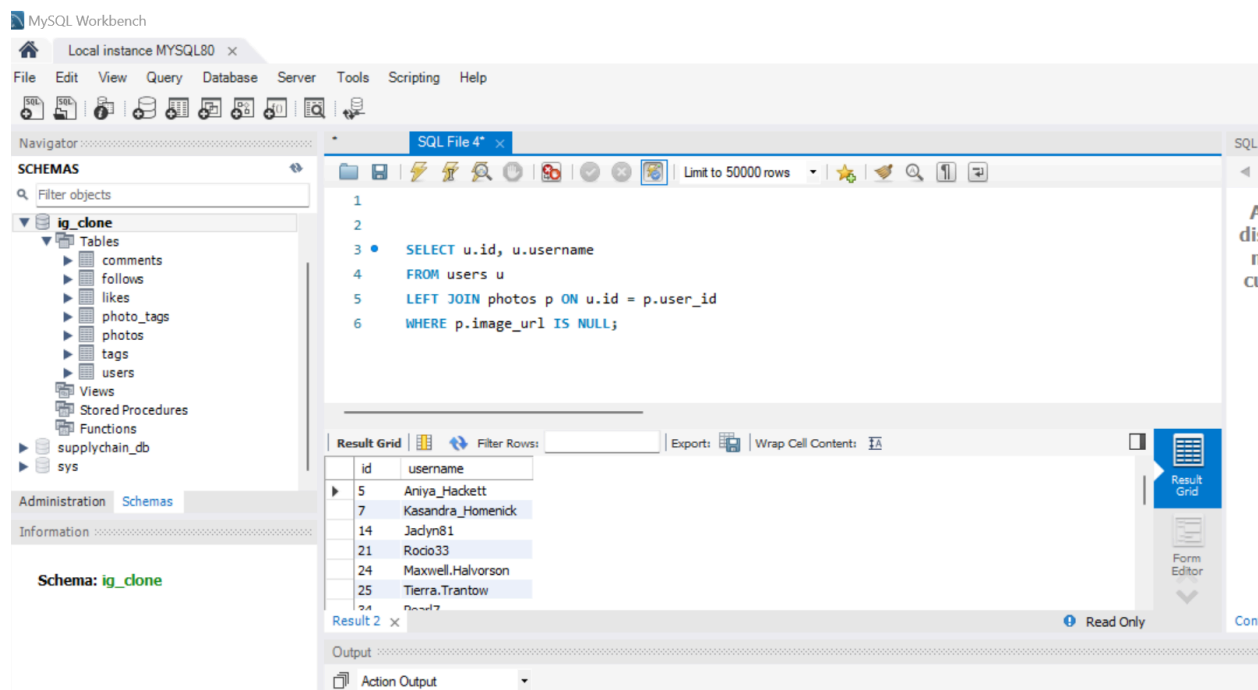 MySQL Workbench
Local instance MYSQL80
File Edit View Query Database Server Tools Scripting Help
Navigator
SCHEMAS
Filter objects
ig_clone
Tables
comments
follows
likes
photo_tags
photos
tags
users
Views
Stored Procedures
Functions
supplychain_db
sys
Administration Schemas
Information
Schema: ig_clone
SQL File 4*
Limit to 50000 rows
1
2
3 SELECT u.id, u.username
4 FROM users u
5 LEFT JOIN photos p ON u.id = p.user_id
6 WHERE p.image_url IS NULL;
Result Grid Filter Rows: Export: Wrap Cell Content:
id username
5 Aniya_Hackett
7 Kasandra_Homenick
14 Jaclyn81
21 Rocio33
24 Maxwell.Halvorson
25 Tierra.Trantow
34 Pearl7
Result Grid
Form Editor
Result 2 Read Only
Output
Action Output
SQL